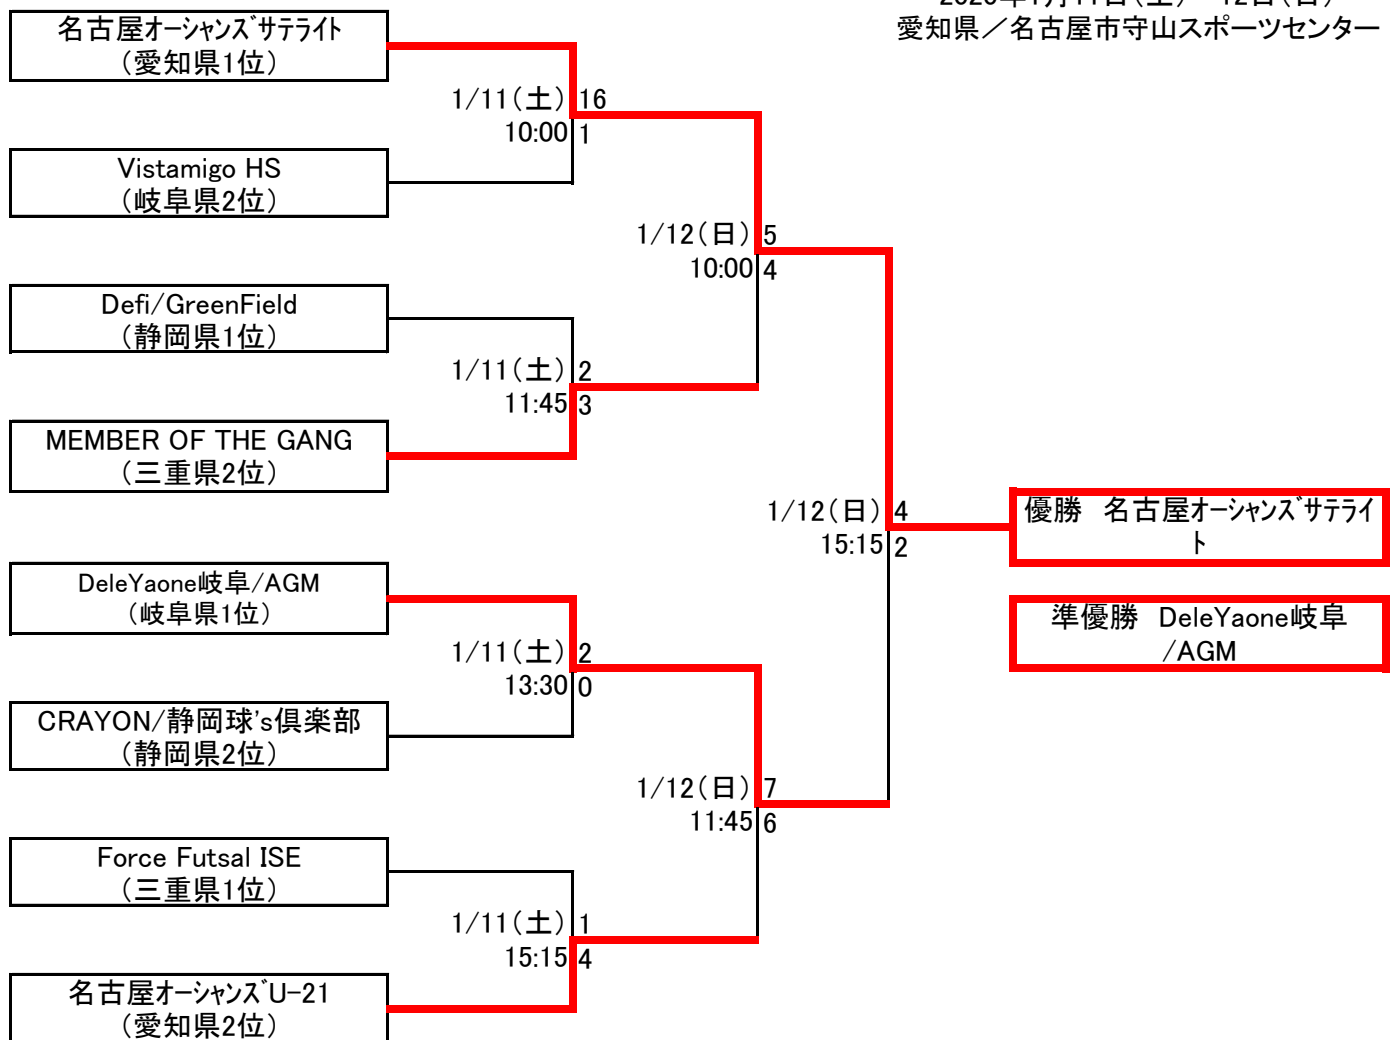 愛知県／名古屋市守山スポーツセンター
名古屋オーシャンズサテライト
（愛知県1位）
1/11（土） 16
10:00 1
Vistamigo HS
（岐阜県2位）
1/12（日） 5
10:00 4
Defi/GreenField
（静岡県1位）
1/11（土） 2
11:45 3
MEMBER OF THE GANG
（三重県2位）
1/12（日） 4
15:15 2
優勝　名古屋オーシャンズサテライ
ト
DeleYaone岐阜/AGM
（岐阜県1位）
準優勝　DeleYaone岐阜
/AGM
1/11（土） 2
13:30 0
CRAYON/静岡球's倶楽部
（静岡県2位）
1/12（日） 7
11:45 6
Force Futsal ISE
（三重県1位）
1/11（土） 1
15:15 4
名古屋オーシャンズU-21
（愛知県2位）